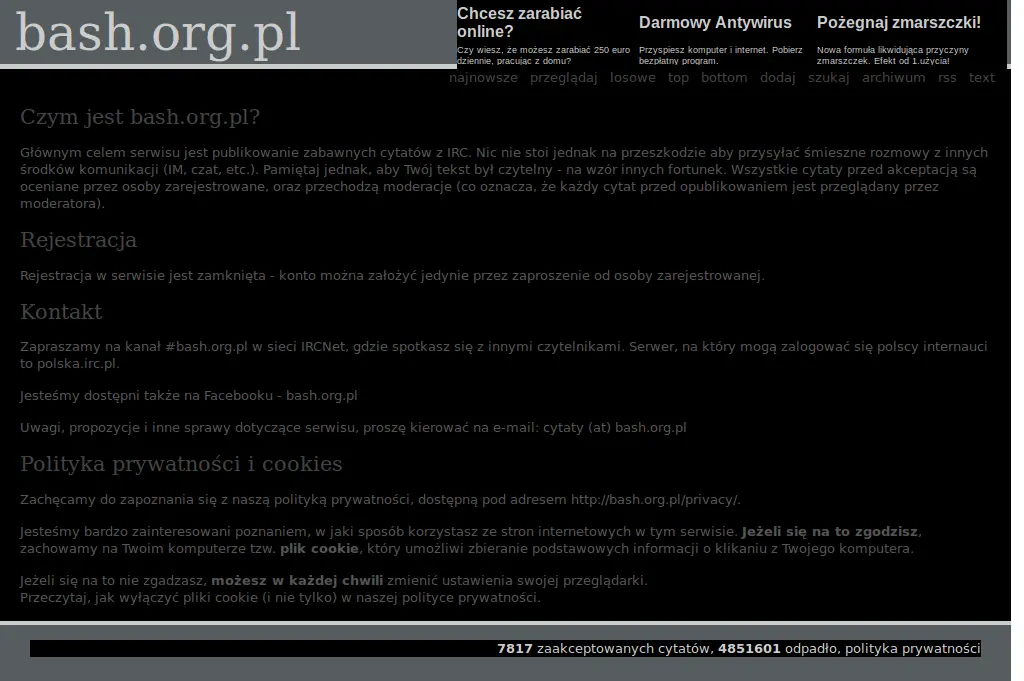 bash.org.pl
Chcesz zarabiać
online?
Czy wiesz, że możesz zarabiać 250 euro
dziennie, pracując z domu?
Darmowy Antywirus
Przyspiesz komputer i internet. Pobierz
bezpłatny program.
Pożegnaj zmarszczki!
Nowa formuła likwidująca przyczyny
zmarszczek. Efekt od 1.użycia!
najnowsze przeglądaj losowe top bottom dodaj szukaj archiwum rss text
Czym jest bash.org.pl?
Głównym celem serwisu jest publikowanie zabawnych cytatów z IRC. Nic nie stoi jednak na przeszkodzie aby przysyłać śmieszne rozmowy z innych
środków komunikacji (IM, czat, etc.). Pamiętaj jednak, aby Twój tekst był czytelny - na wzór innych fortunek. Wszystkie cytaty przed akceptacją są
oceniane przez osoby zarejestrowane, oraz przechodzą moderacje (co oznacza, że każdy cytat przed opublikowaniem jest przeglądany przez
moderatora).
Rejestracja
Rejestracja w serwisie jest zamknięta - konto można założyć jedynie przez zaproszenie od osoby zarejestrowanej.
Kontakt
Zapraszamy na kanał #bash.org.pl w sieci IRCNet, gdzie spotkasz się z innymi czytelnikami. Serwer, na który mogą zalogować się polscy internauci
to polska.irc.pl.
Jesteśmy dostępni także na Facebooku - bash.org.pl
Uwagi, propozycje i inne sprawy dotyczące serwisu, proszę kierować na e-mail: cytaty (at) bash.org.pl
Polityka prywatności i cookies
Zachęcamy do zapoznania się z naszą polityką prywatności, dostępną pod adresem http://bash.org.pl/privacy/.
Jesteśmy bardzo zainteresowani poznaniem, w jaki sposób korzystasz ze stron internetowych w tym serwisie. Jeżeli się na to zgodzisz,
zachowamy na Twoim komputerze tzw. plik cookie, który umożliwi zbieranie podstawowych informacji o klikaniu z Twojego komputera.
Jeżeli się na to nie zgadzasz, możesz w każdej chwili zmienić ustawienia swojej przeglądarki.
Przeczytaj, jak wyłączyć pliki cookie (i nie tylko) w naszej polityce prywatności.
7817 zaakceptowanych cytatów, 4851601 odpadło, polityka prywatności